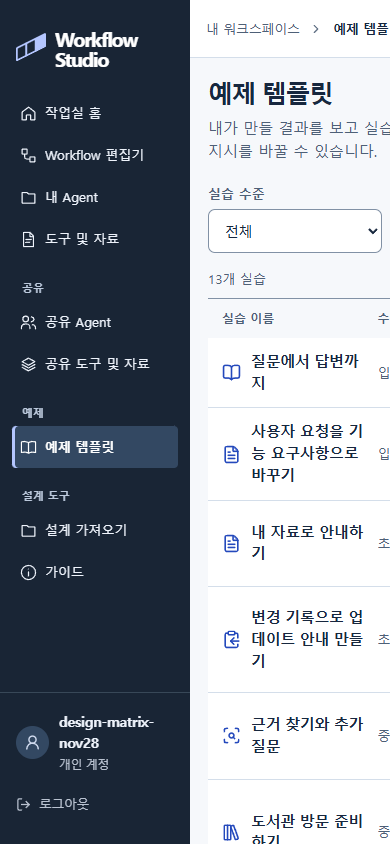 Workflow
Studio
작업실 홈
Workflow 편집기
내 Agent
도구 및 자료
공유
공유 Agent
공유 도구 및 자료
예제
예제 템플릿
설계 도구
설계 가져오기
가이드
design-matrix-
nov28
개인 계정
로그아웃
내 워크스페이스 > 예제 템플
예제 템플릿
내가 만들 결과를 보고 실습
지시를 바꿀 수 있습니다.
실습 수준
전체
13개 실습
실습 이름 수
질문에서 답변까
지
입
사용자 요청을 기
능 요구사항으로
바꾸기
입
내 자료로 안내하
기
초
변경 기록으로 업
데이트 안내 만들
기
초
근거 찾기와 추가
질문
중
도서관 방문 준비
하기
중